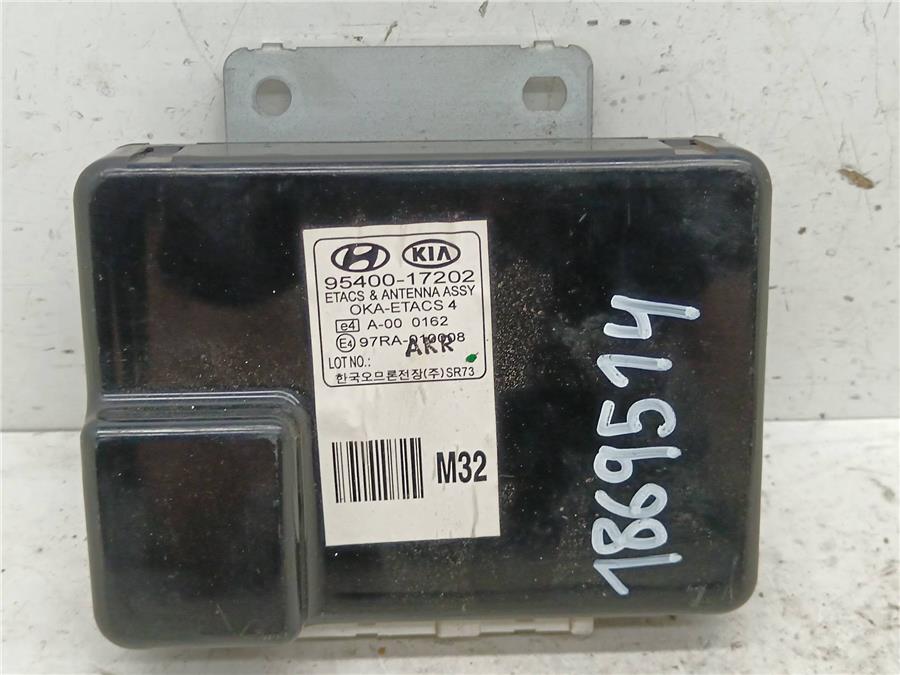 KIA
95400-17202
ETACS & ANTENNA ASSY
OKA-ETACS 4
e4 A-00 0162
E4 97RA-010008
ARR
LOT NO.:
한국오므론전장(주) SR73
M32
1869514